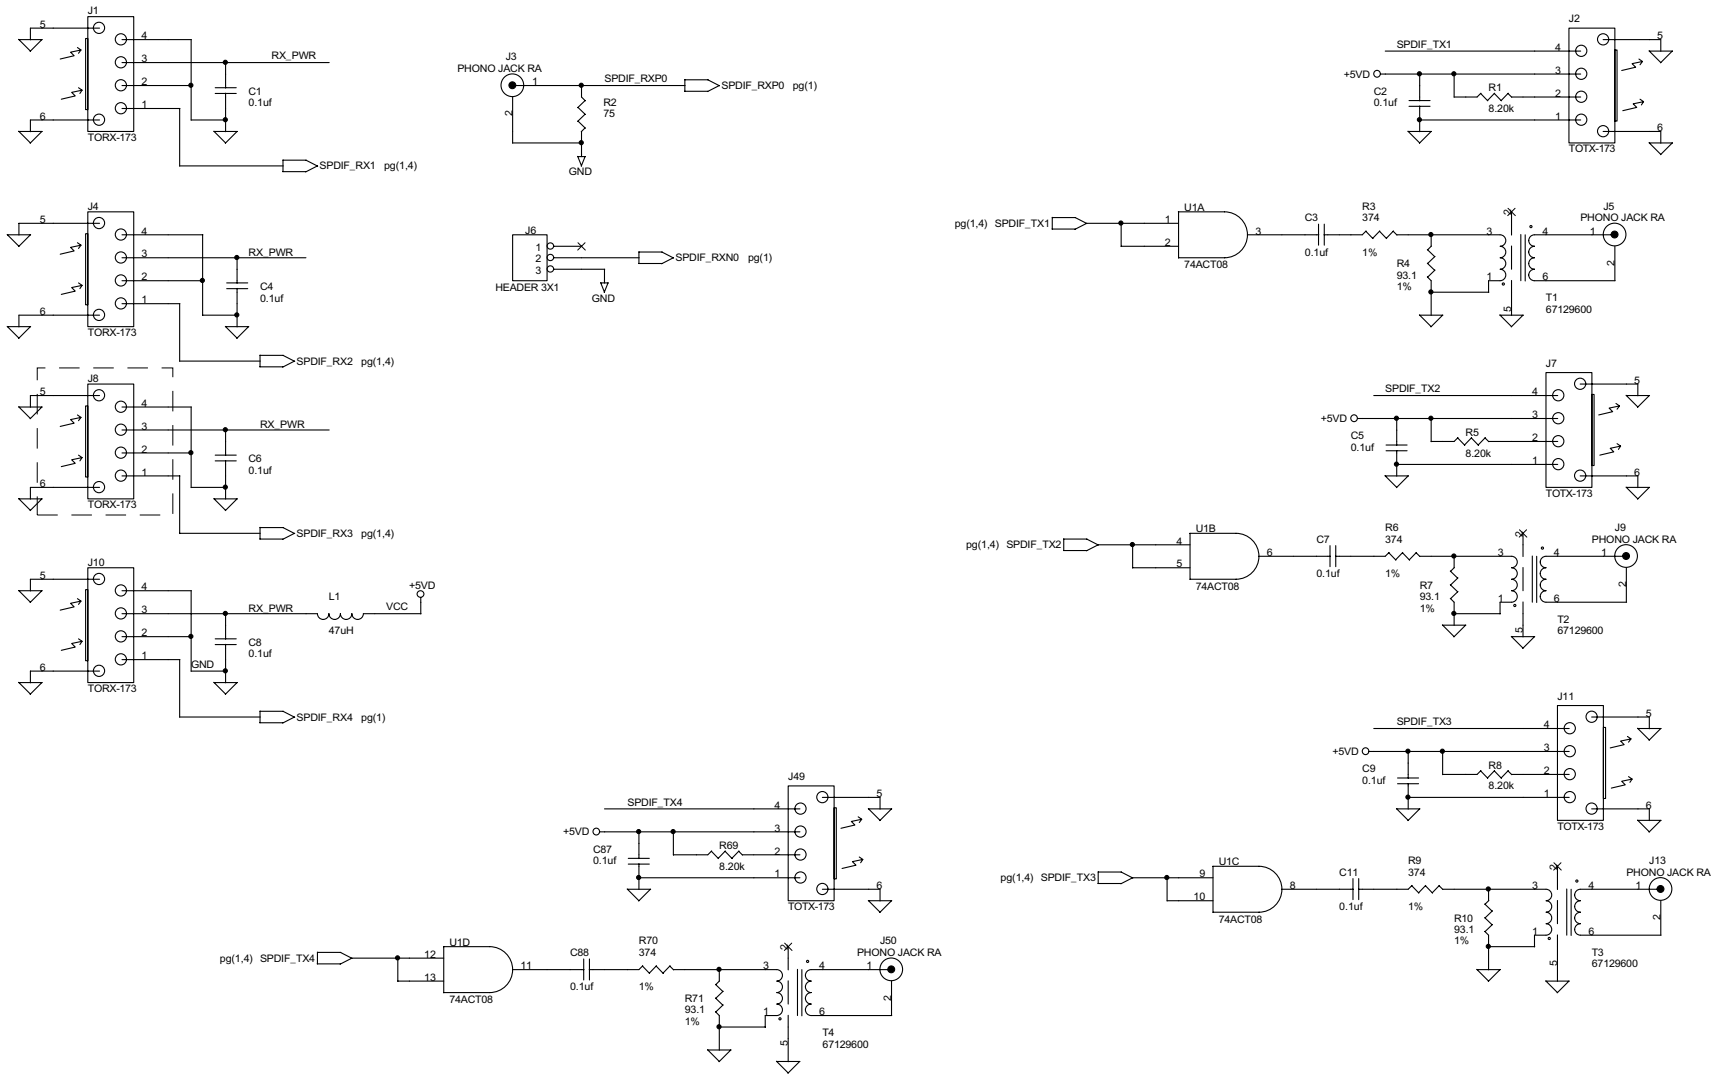 J1
5
4
3
2
1
6
RX_PWR
C1
0.1uf
TORX-173
SPDIF_RX1 pg(1,4)
J4
5
4
3
2
1
6
RX_PWR
C4
0.1uf
TORX-173
SPDIF_RX2 pg(1,4)
J8
5
4
3
2
1
6
RX_PWR
C6
0.1uf
TORX-173
SPDIF_RX3 pg(1,4)
J10
5
4
3
2
1
6
RX_PWR
L1
47uH
VCC
+5VD
C8
0.1uf
GND
TORX-173
SPDIF_RX4 pg(1)
J3
PHONO JACK RA
1
2
SPDIF_RXP0
SPDIF_RXP0 pg(1)
R2
75
GND
J6
1
2
3
HEADER 3X1
SPDIF_RXN0 pg(1)
GND
J2
SPDIF_TX1
+5VD
C2
0.1uf
R1
8.20k
4
3
2
1
5
6
TOTX-173
pg(1,4) SPDIF_TX1
U1A
1
2
3
74ACT08
C3
0.1uf
R3
374
1%
R4
93.1
1%
3
1
2
5
4
6
T1
67129600
J5
PHONO JACK RA
1
2
J7
SPDIF_TX2
+5VD
C5
0.1uf
R5
8.20k
4
3
2
1
5
6
TOTX-173
pg(1,4) SPDIF_TX2
U1B
4
5
6
74ACT08
C7
0.1uf
R6
374
1%
R7
93.1
1%
3
1
2
5
4
6
T2
67129600
J9
PHONO JACK RA
1
2
J11
SPDIF_TX3
+5VD
C9
0.1uf
R8
8.20k
4
3
2
1
5
6
TOTX-173
pg(1,4) SPDIF_TX3
U1C
9
10
8
74ACT08
C11
0.1uf
R9
374
1%
R10
93.1
1%
3
1
2
5
4
6
T3
67129600
J13
PHONO JACK RA
1
2
J49
SPDIF_TX4
+5VD
C87
0.1uf
R69
8.20k
4
3
2
1
5
6
TOTX-173
pg(1,4) SPDIF_TX4
U1D
12
13
11
74ACT08
C88
0.1uf
R70
374
1%
R71
93.1
1%
3
1
2
5
4
6
T4
67129600
J50
PHONO JACK RA
1
2